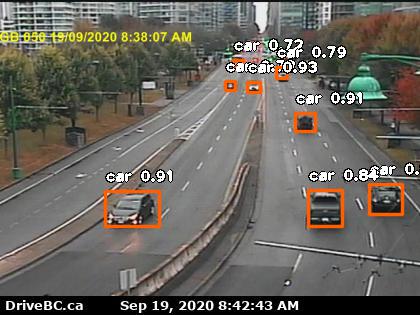 car 0.72
GB 050 19/09/2020 8:38:07 AM
car 0.79
car 0.93
car 0.91
car 0.91
car 0.84
car 0.
DriveBC.ca Sep 19, 2020 8:42:43 AM